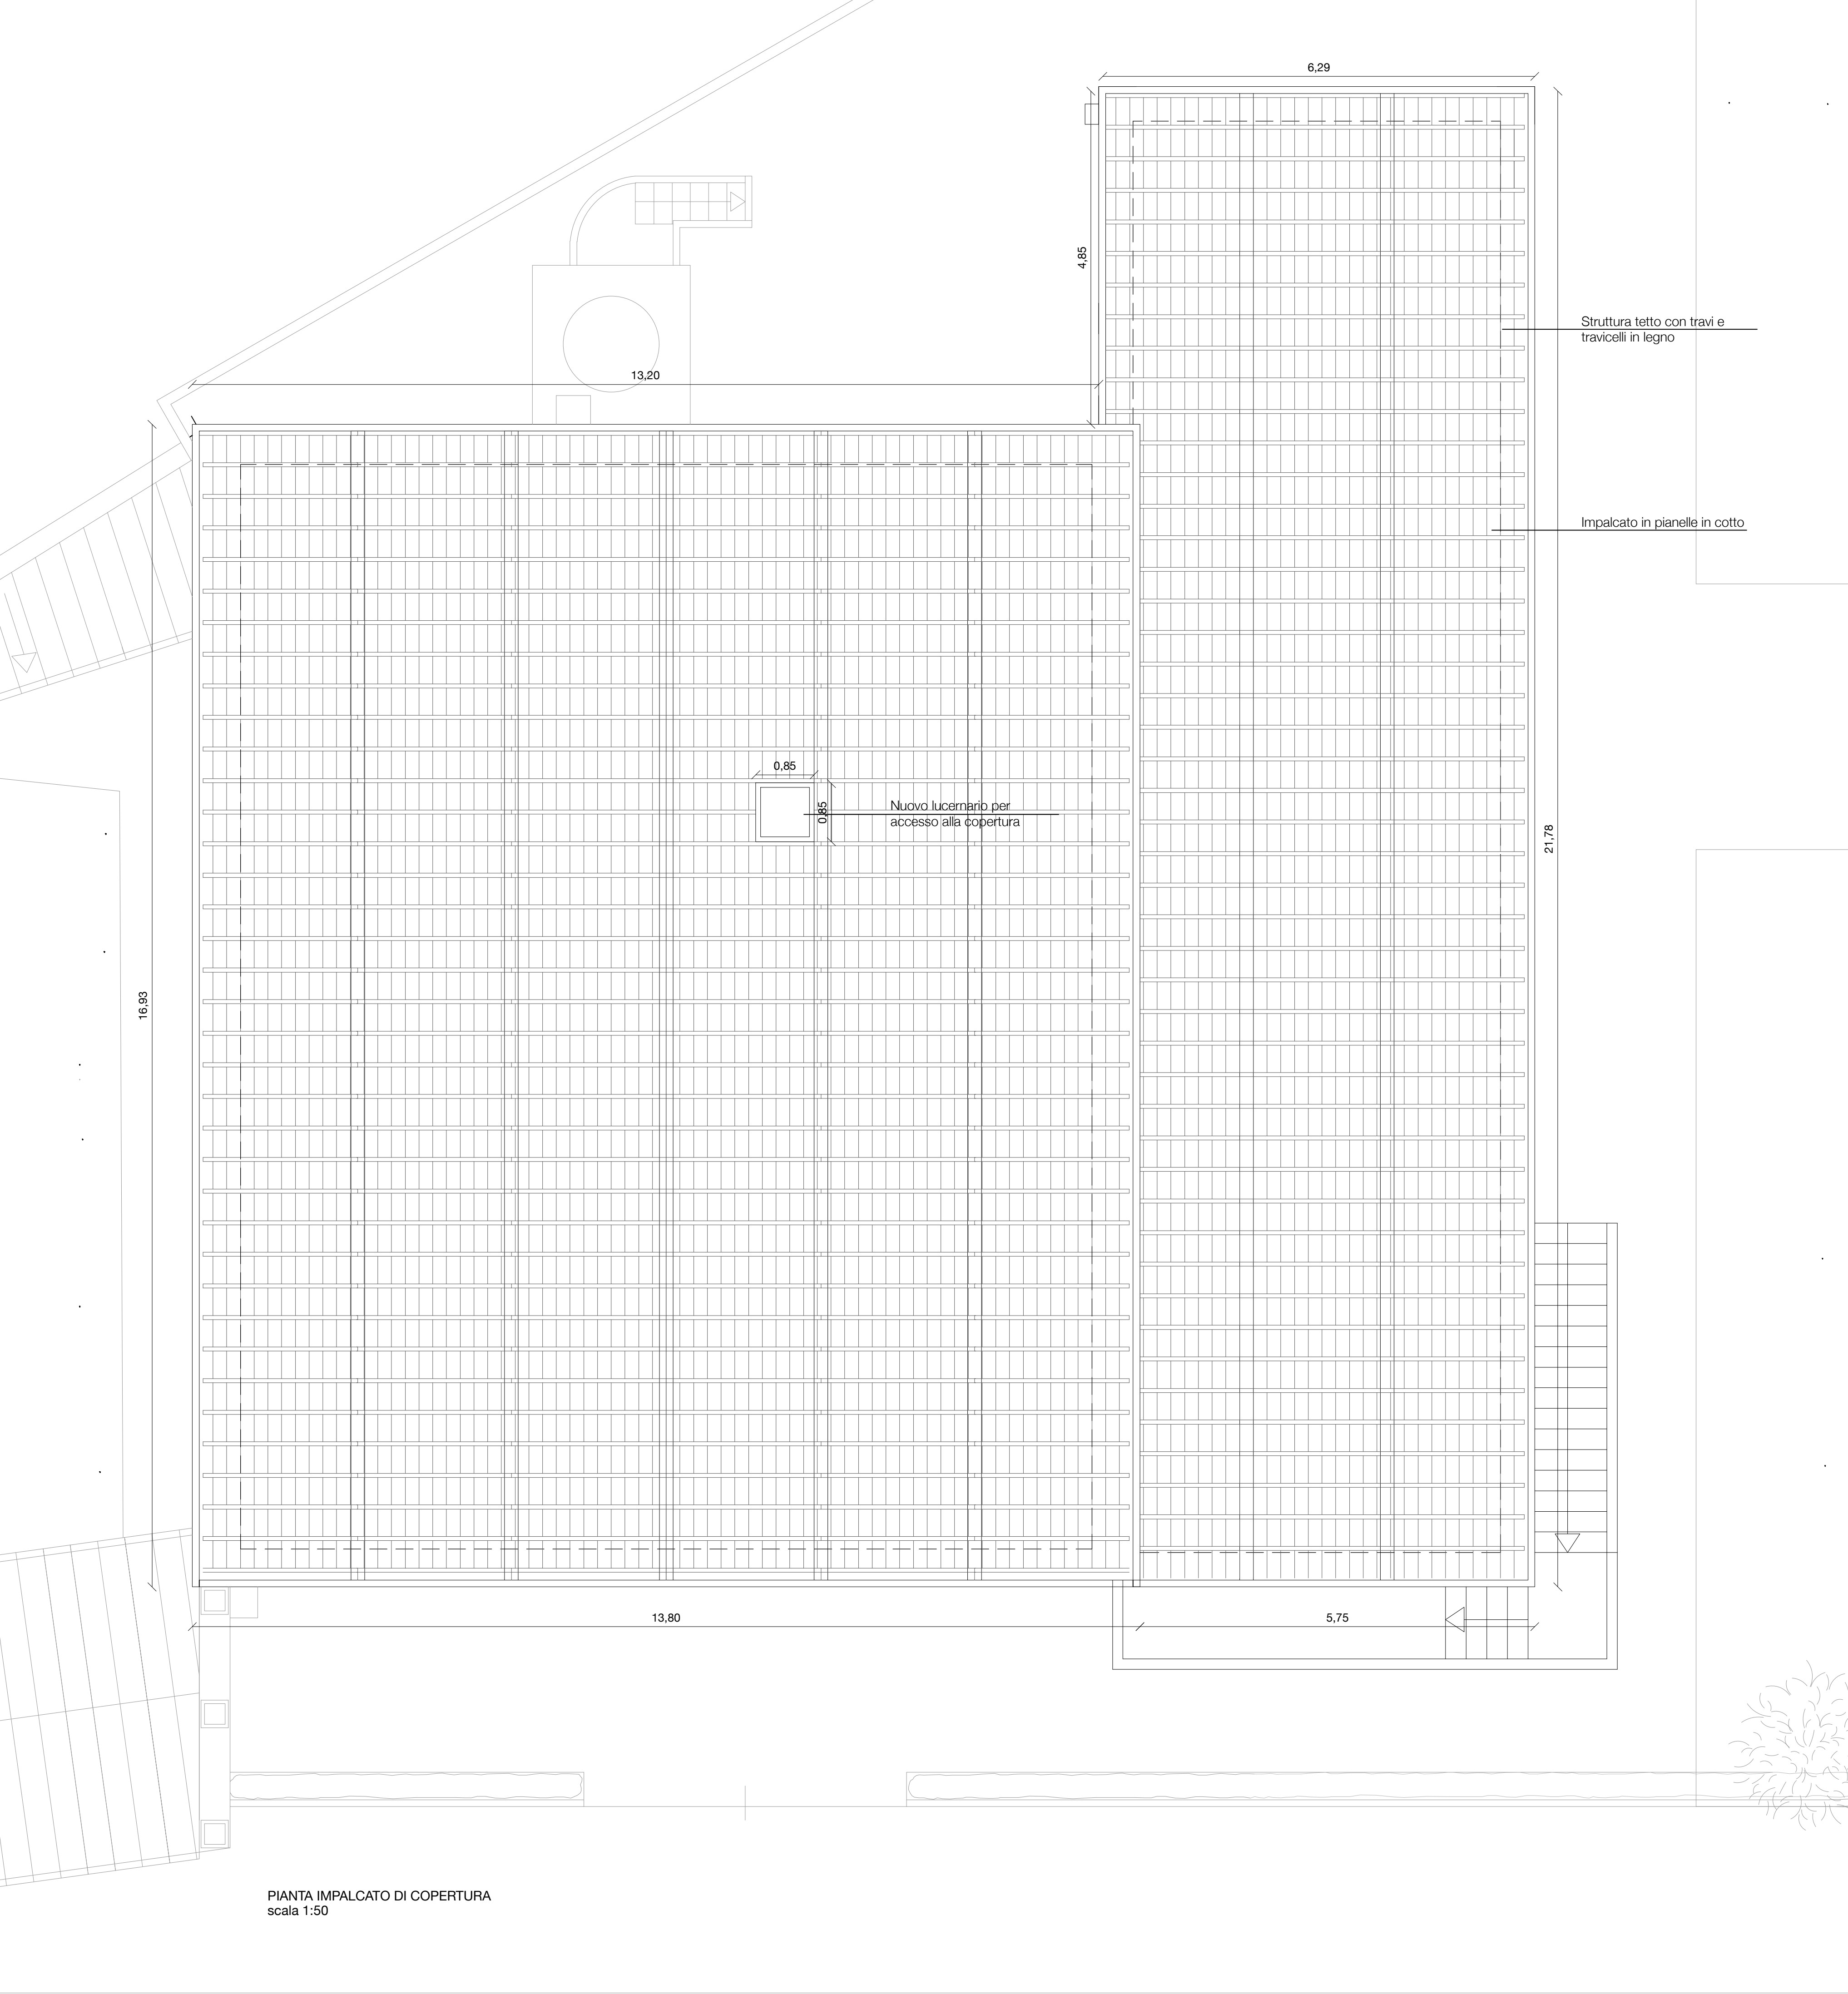 6,29
4,85
Struttura tetto con travi e
travicelli in legno
13,20
Impalcato in pianelle in cotto
0,85
0,85
Nuovo lucernario per
accesso alla copertura
21,78
16,93
13,80
5,75
PIANTA IMPALCATO DI COPERTURA
scala 1:50